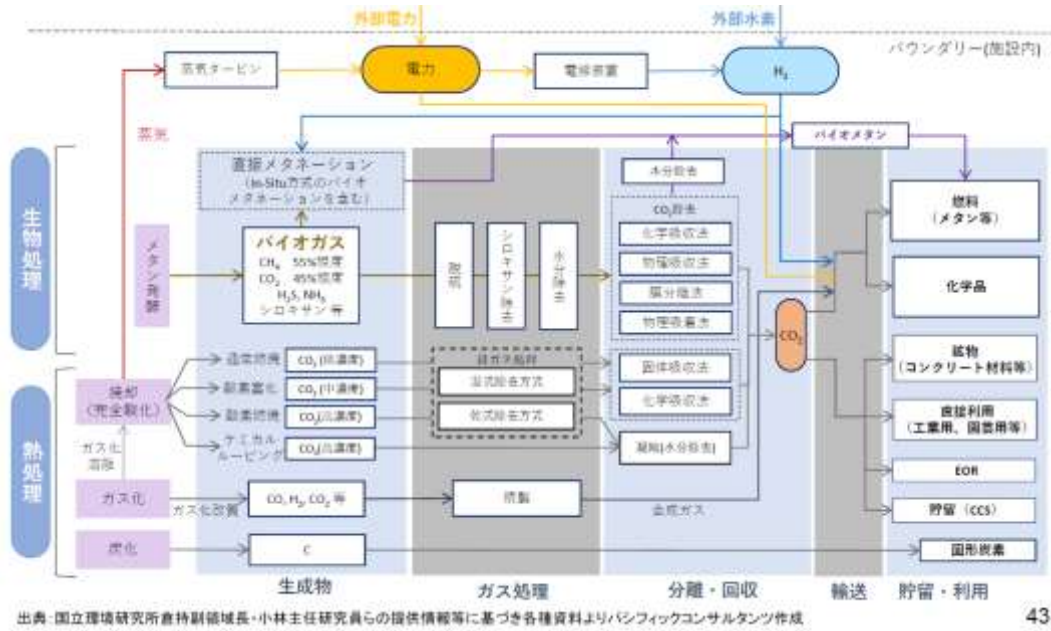 外部電力
外部水素
バウンダリー(施設内)
蒸気タービン
電力
電解装置
H₂
蒸気
バイオメタン
生物処理
直接メタネーション
(In-Situ方式のバイオ
メタネーションを含む)
水分除去
メタン発酵
バイオガス
CH₄ 55%程度
CO₂ 45%程度
H₂S, NH₃
シロキサン等
脱硫
シロキサン除去
水分除去
CO₂分離
化学吸収法
物理吸収法
膜分離法
物理吸着法
CO₂
燃料
(メタン等)
化学品
熱処理
焼却
(完全酸化)
通常燃焼
CO₂(低濃度)
酸素富化
CO₂(中濃度)
酸素燃焼
CO₂(高濃度)
ケミカル
ルーピング
CO₂(高濃度)
排ガス処理
湿式除去方式
乾式除去方式
固体吸収法
化学吸収法
凝縮(水分除去)
鉱物
(コンクリート材料等)
直接利用
(工業用、園芸用等)
EOR
貯留(CCS)
ガス化
溶融
ガス化
ガス化改質
CO, H₂, CO₂ 等
精製
合成ガス
炭化
C
固形炭素
生成物
ガス処理
分離・回収
輸送
貯留・利用
出典:国立環境研究所倉持副領域長・小林主任研究員らの提供情報等に基づき各種資料よりパシフィックコンサルタンツ作成
43